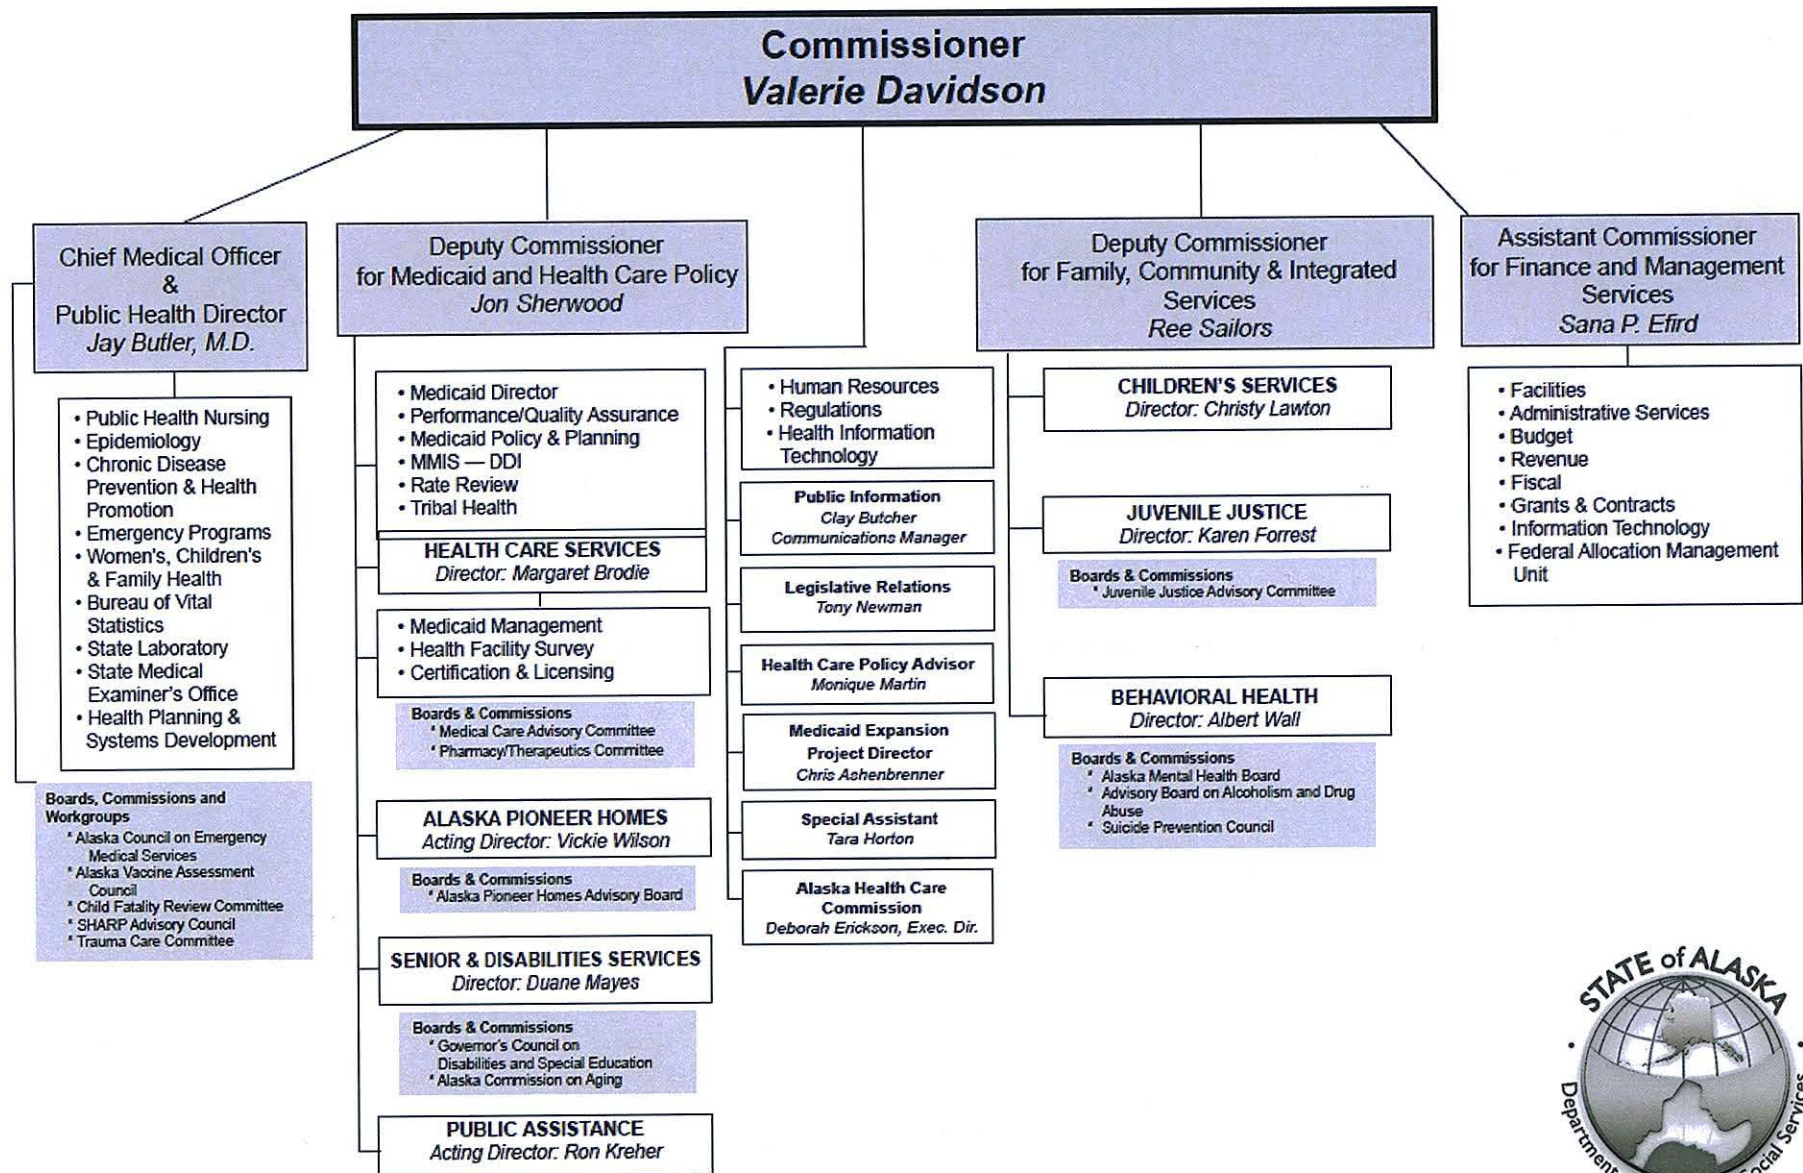 Commissioner
Valerie Davidson
Chief Medical Officer
&
Public Health Director
Jay Butler, M.D.
• Public Health Nursing
• Epidemiology
• Chronic Disease
Prevention & Health
Promotion
• Emergency Programs
• Women's, Children's
& Family Health
• Bureau of Vital
Statistics
• State Laboratory
• State Medical
Examiner's Office
• Health Planning &
Systems Development
Boards, Commissions and
Workgroups
* Alaska Council on Emergency
Medical Services
* Alaska Vaccine Assessment
Council
* Child Fatality Review Committee
* SHARP Advisory Council
* Trauma Care Committee
Deputy Commissioner
for Medicaid and Health Care Policy
Jon Sherwood
• Medicaid Director
• Performance/Quality Assurance
• Medicaid Policy & Planning
• MMIS — DDI
• Rate Review
• Tribal Health
HEALTH CARE SERVICES
Director: Margaret Brodie
• Medicaid Management
• Health Facility Survey
• Certification & Licensing
Boards & Commissions
* Medical Care Advisory Committee
* Pharmacy/Therapeutics Committee
ALASKA PIONEER HOMES
Acting Director: Vickie Wilson
Boards & Commissions
* Alaska Pioneer Homes Advisory Board
SENIOR & DISABILITIES SERVICES
Director: Duane Mayes
Boards & Commissions
* Governor's Council on
Disabilities and Special Education
* Alaska Commission on Aging
PUBLIC ASSISTANCE
Acting Director: Ron Kreher
• Human Resources
• Regulations
• Health Information
Technology
Public Information
Clay Butcher
Communications Manager
Legislative Relations
Tony Newman
Health Care Policy Advisor
Monique Martin
Medicaid Expansion
Project Director
Chris Ashenbrenner
Special Assistant
Tara Horton
Alaska Health Care
Commission
Deborah Erickson, Exec. Dir.
Deputy Commissioner
for Family, Community & Integrated
Services
Ree Sailors
CHILDREN'S SERVICES
Director: Christy Lawton
JUVENILE JUSTICE
Director: Karen Forrest
Boards & Commissions
* Juvenile Justice Advisory Committee
BEHAVIORAL HEALTH
Director: Albert Wall
Boards & Commissions
* Alaska Mental Health Board
* Advisory Board on Alcoholism and Drug
Abuse
* Suicide Prevention Council
Assistant Commissioner
for Finance and Management
Services
Sana P. Efird
• Facilities
• Administrative Services
• Budget
• Revenue
• Fiscal
• Grants & Contracts
• Information Technology
• Federal Allocation Management
Unit
STATE of ALASKA
Department Social Services